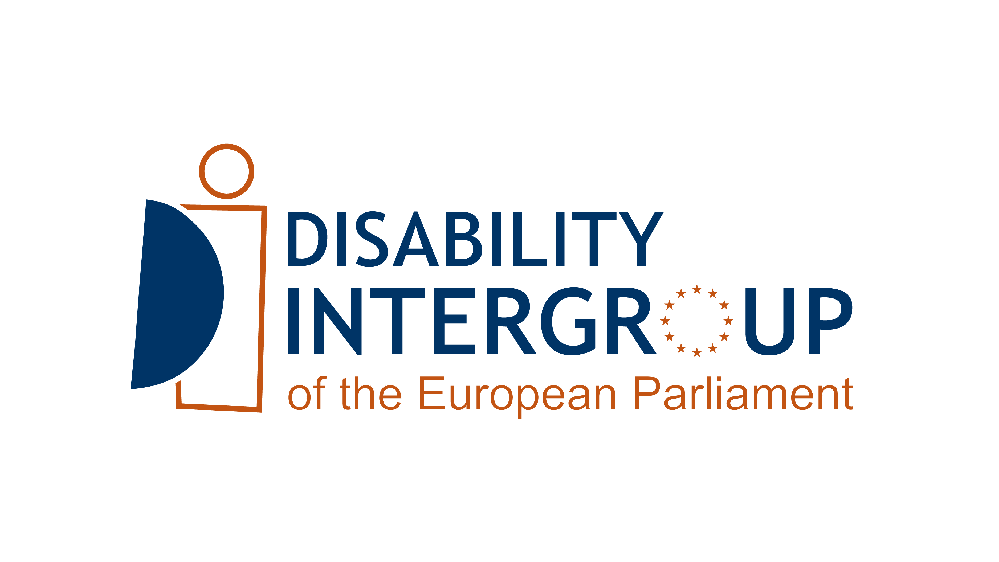 DISABILITY
INTERGROUP
of the European Parliament